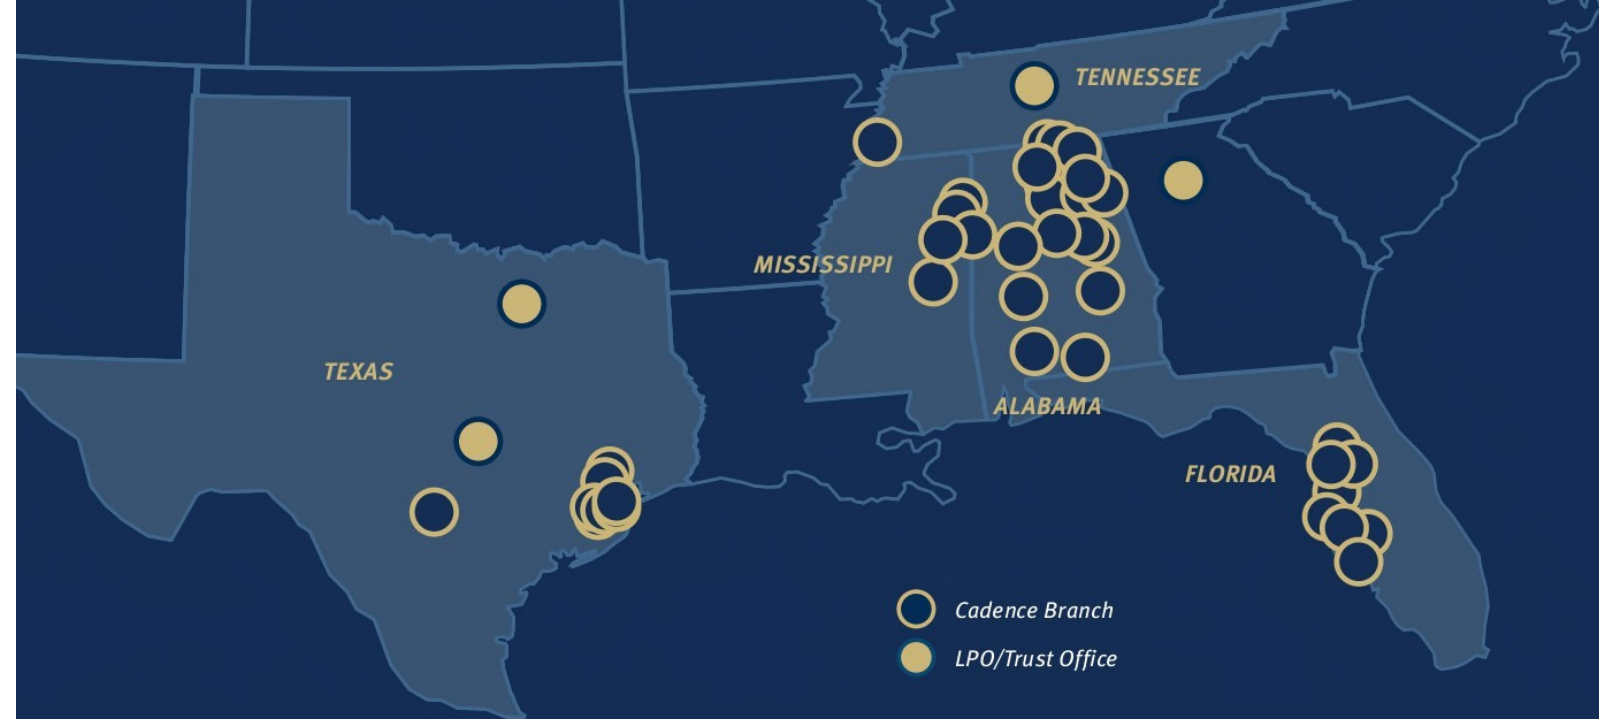 TENNESSEE
MISSISSIPPI
TEXAS
ALABAMA
FLORIDA
Cadence Branch
LPO/Trust Office